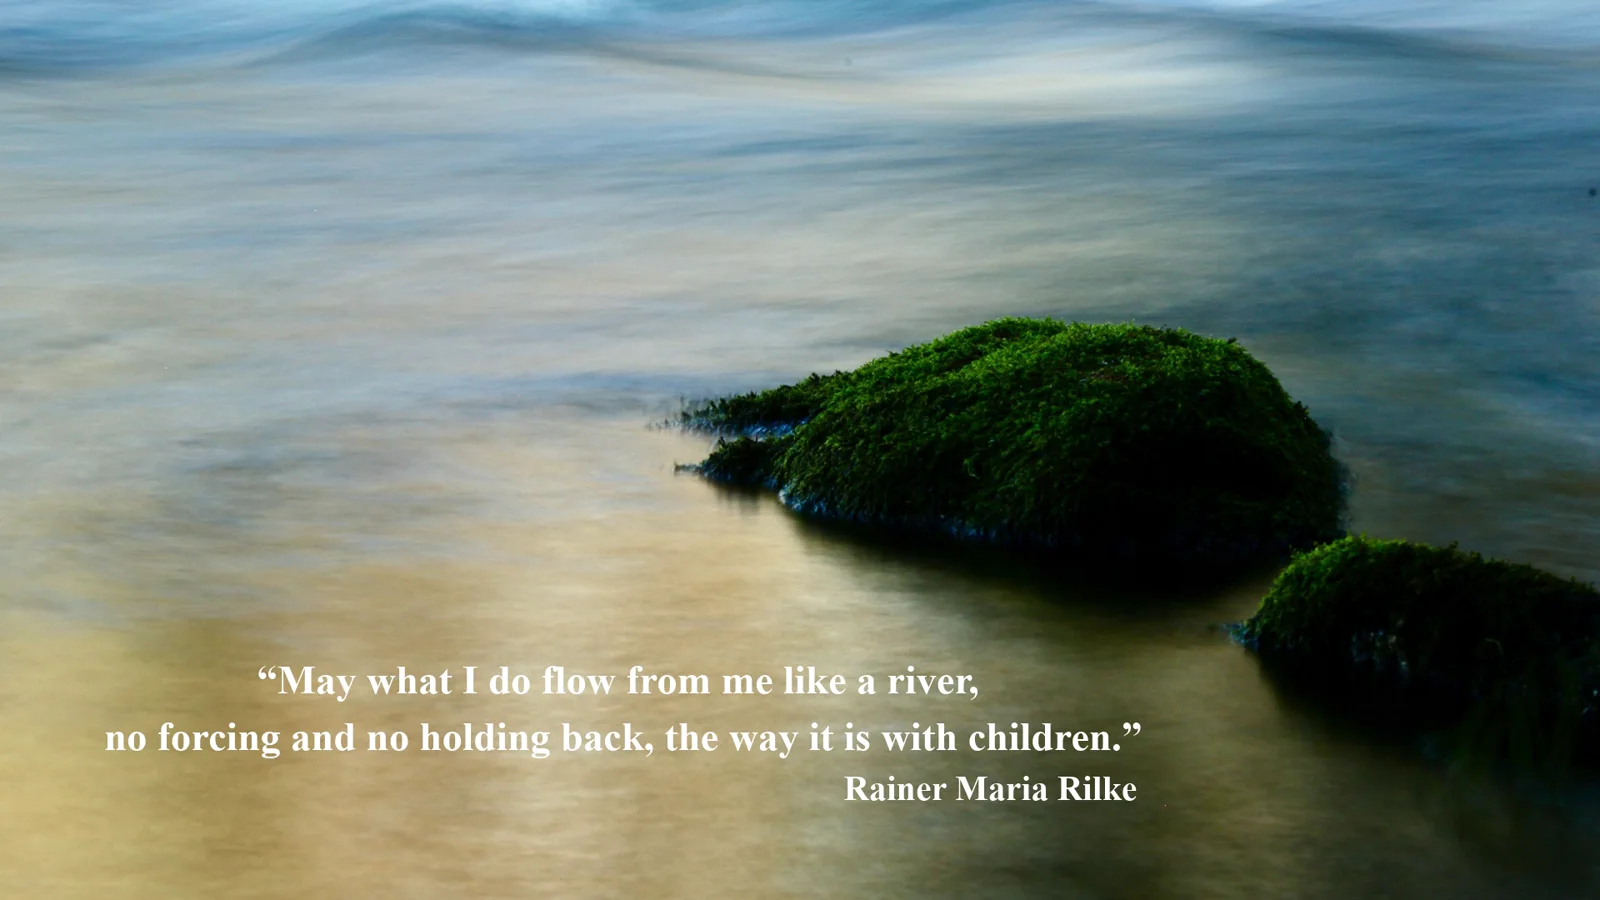 “May what I do flow from me like a river,
no forcing and no holding back, the way it is with children.”
Rainer Maria Rilke